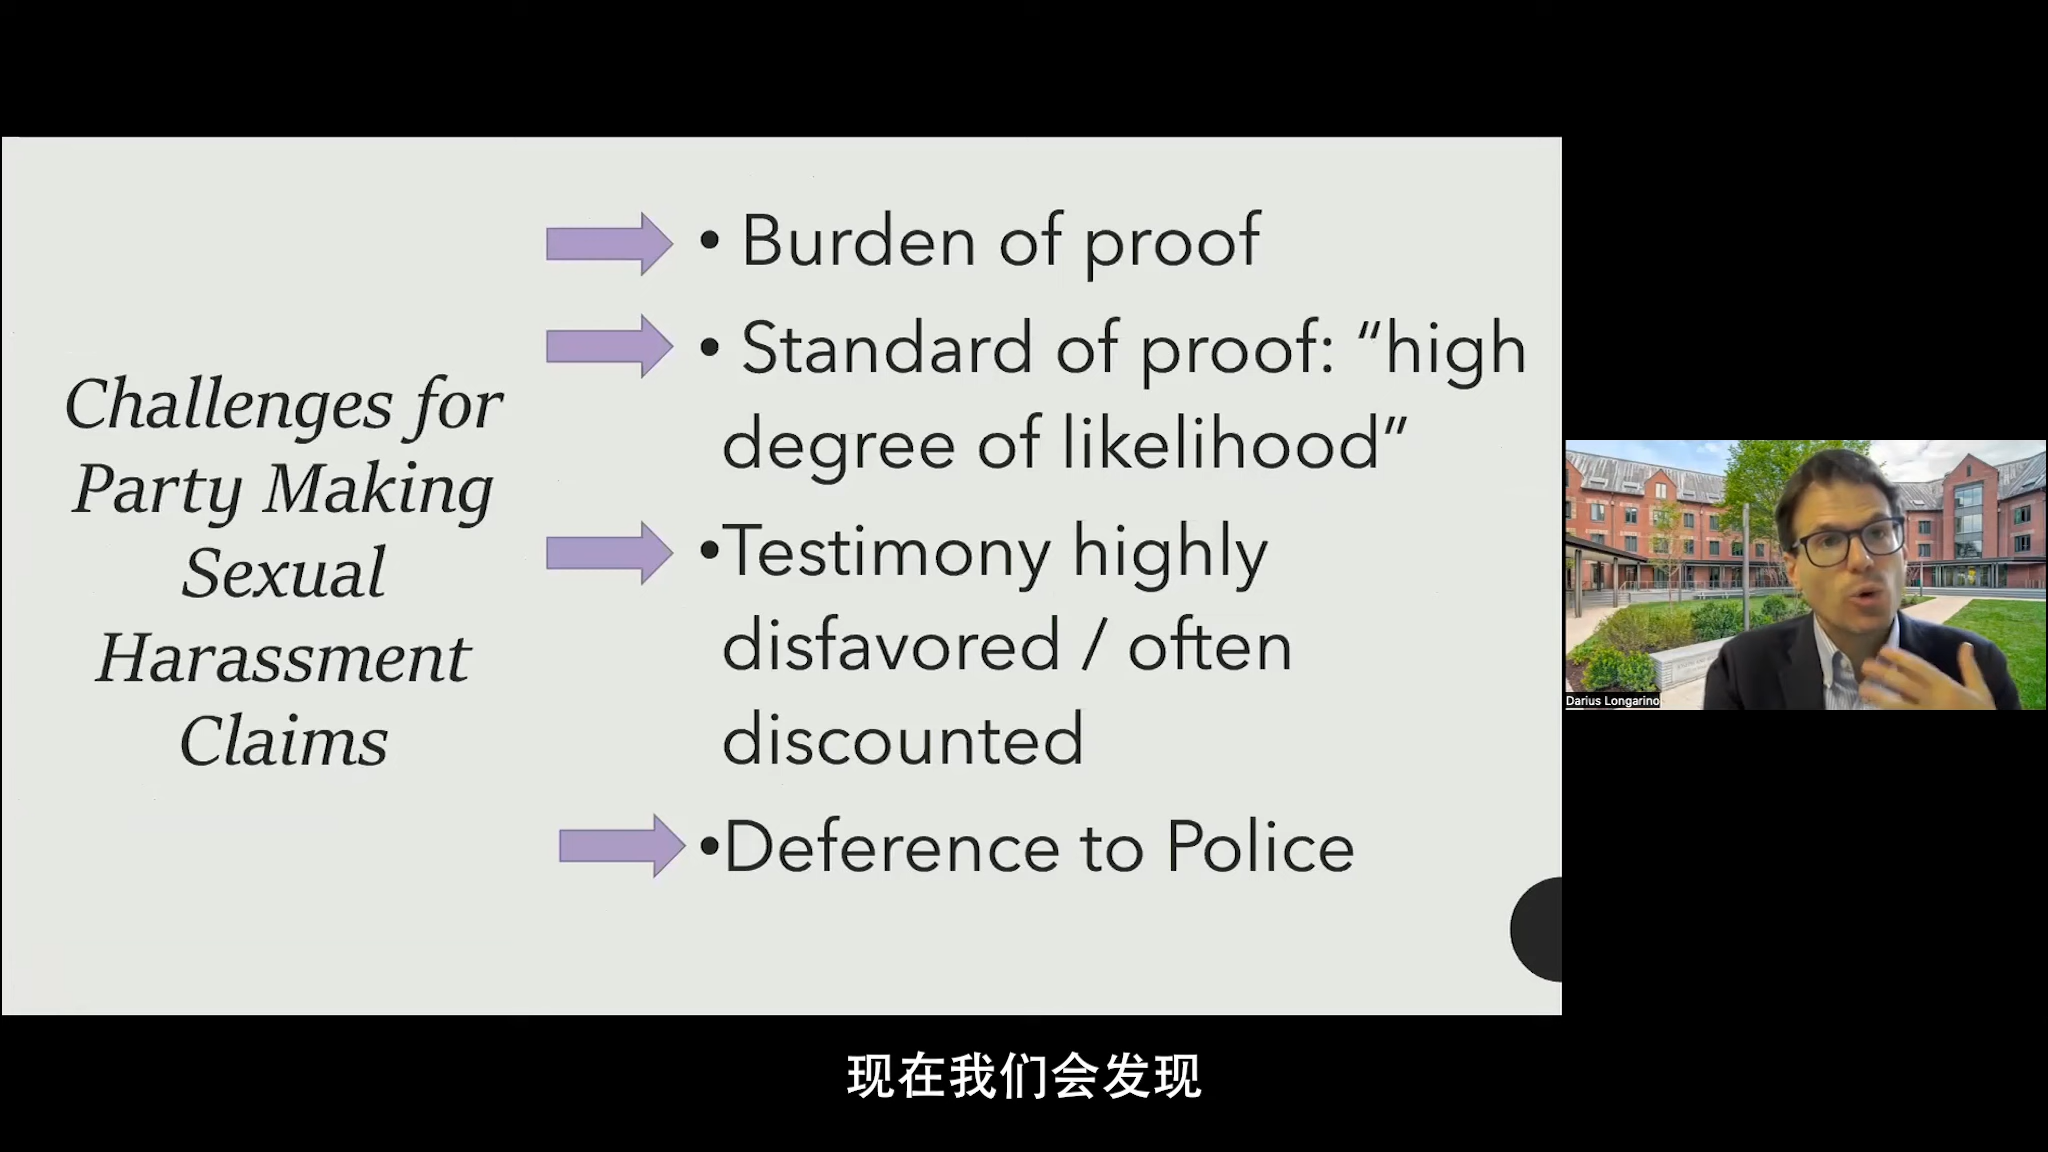 Challenges for
Party Making
Sexual
Harassment
Claims
• Burden of proof
• Standard of proof: “high
degree of likelihood”
•Testimony highly
disfavored / often
discounted
•Deference to Police
Darius Longarino
现在我们会发现